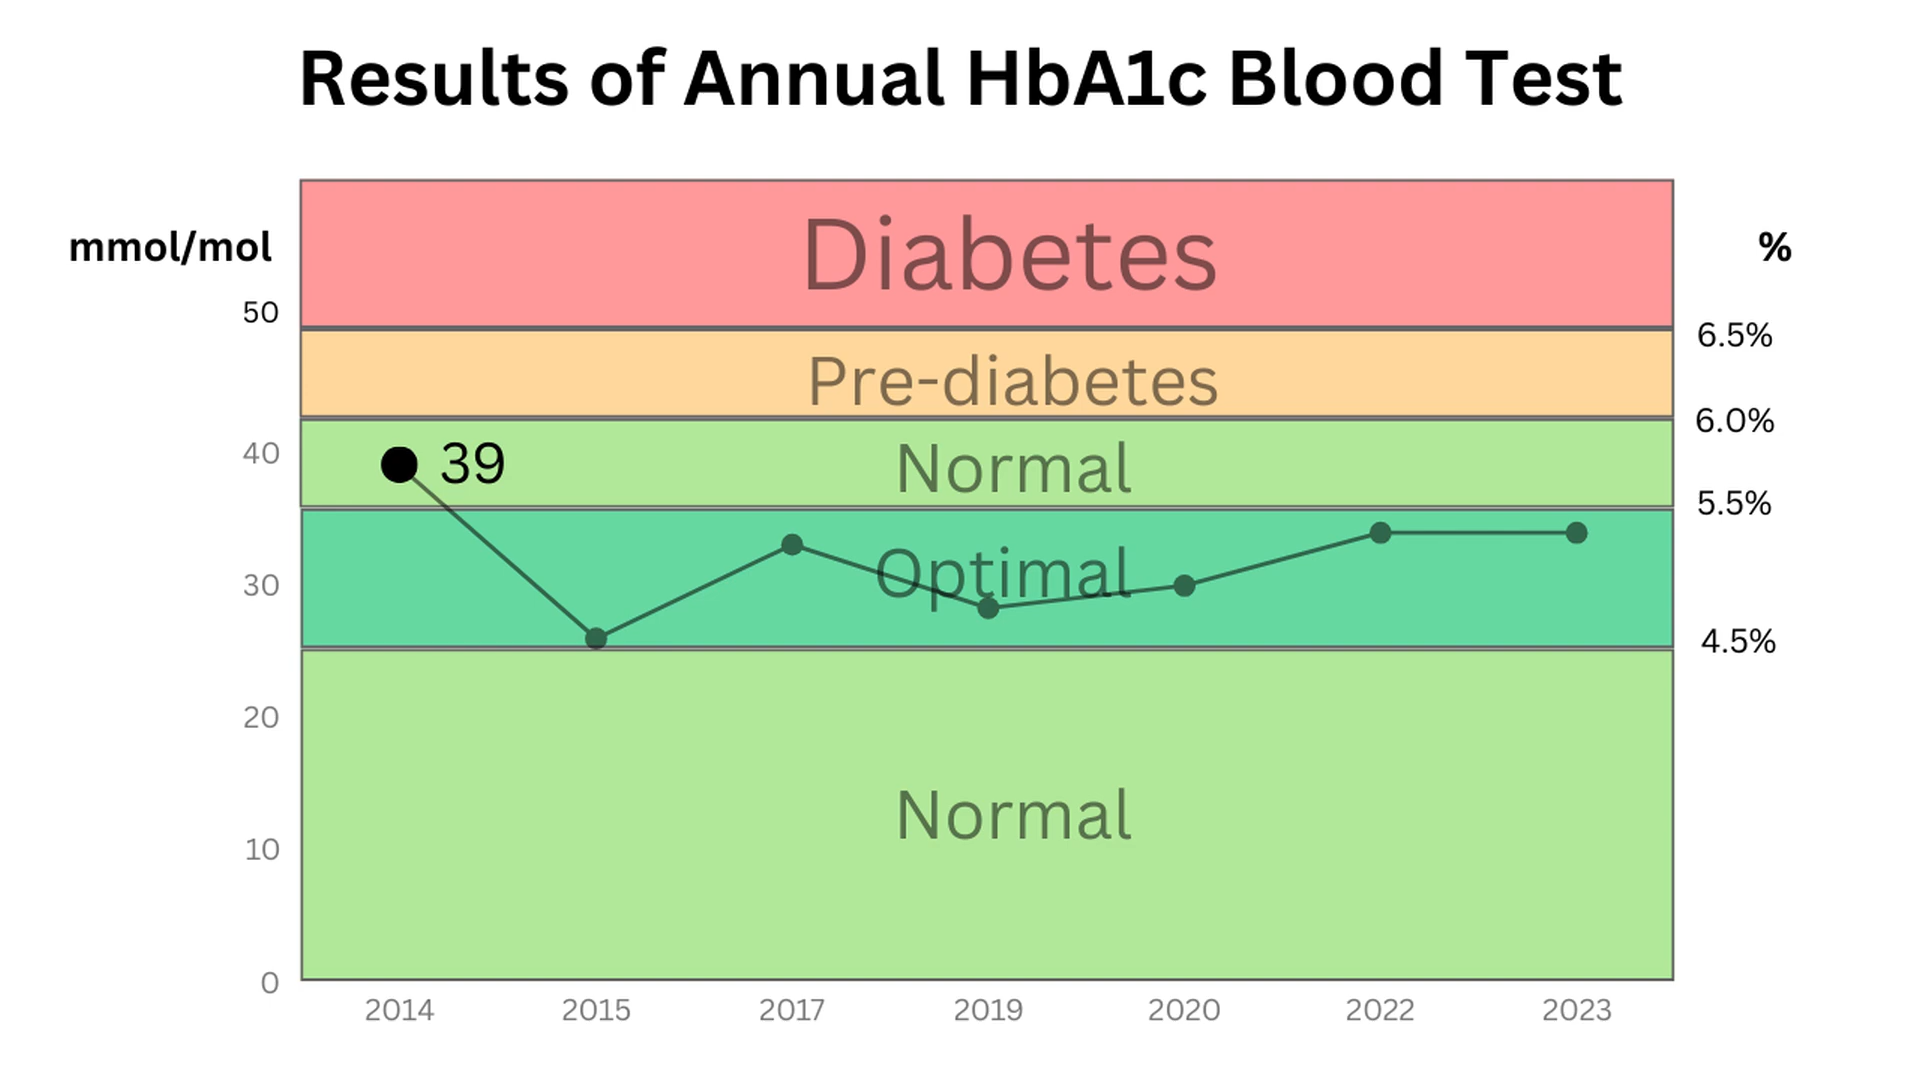 Results of Annual HbA1c Blood Test
Diabetes
mmol/mol
%
50
6.5%
Pre-diabetes
6.0%
40
39
Normal
5.5%
Optimal
30
4.5%
20
Normal
10
0
2014 2015 2017 2019 2020 2022 2023